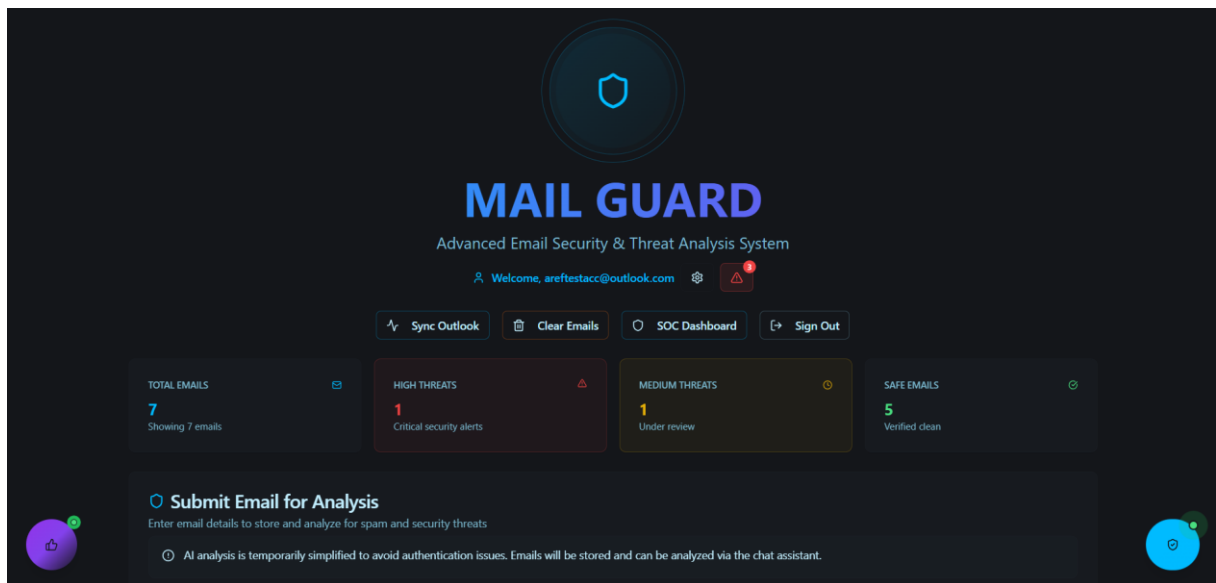 MAIL GUARD
Advanced Email Security & Threat Analysis System
Welcome, areftestacc@outlook.com
3
Sync Outlook
Clear Emails
SOC Dashboard
Sign Out
TOTAL EMAILS
7
Showing 7 emails
HIGH THREATS
1
Critical security alerts
MEDIUM THREATS
1
Under review
SAFE EMAILS
5
Verified clean
Submit Email for Analysis
Enter email details to store and analyze for spam and security threats
AI analysis is temporarily simplified to avoid authentication issues. Emails will be stored and can be analyzed via the chat assistant.